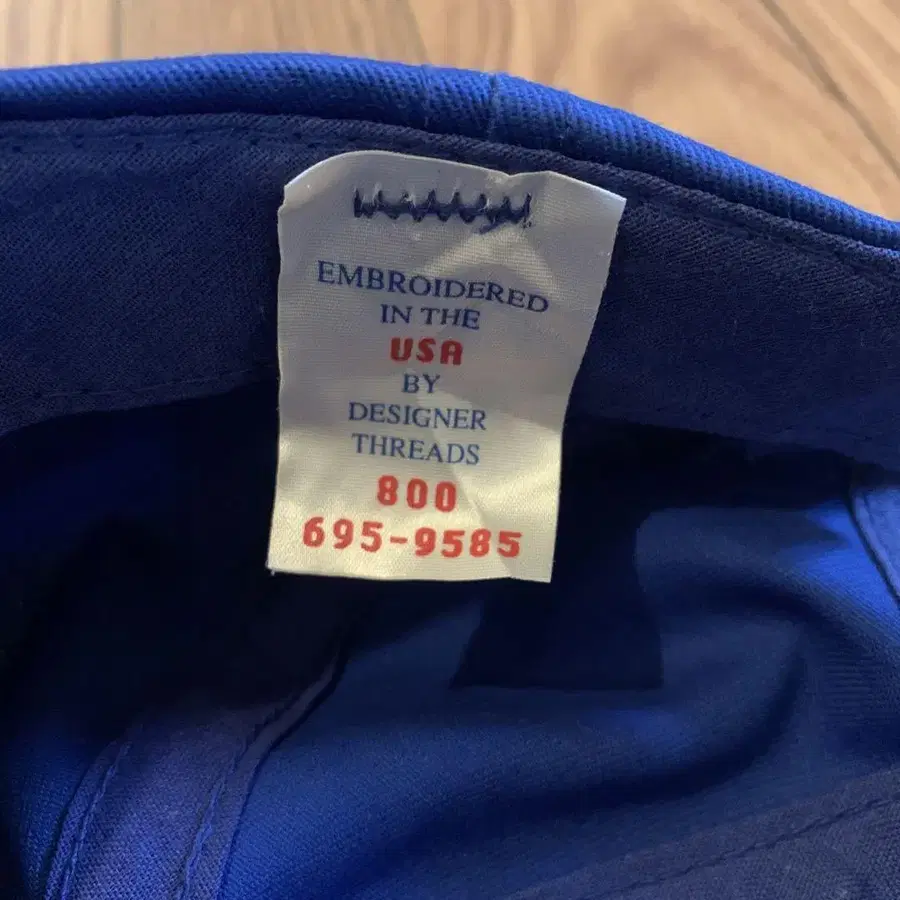 EMBROIDERED
IN THE
USA
BY
DESIGNER
THREADS
800
695-9585